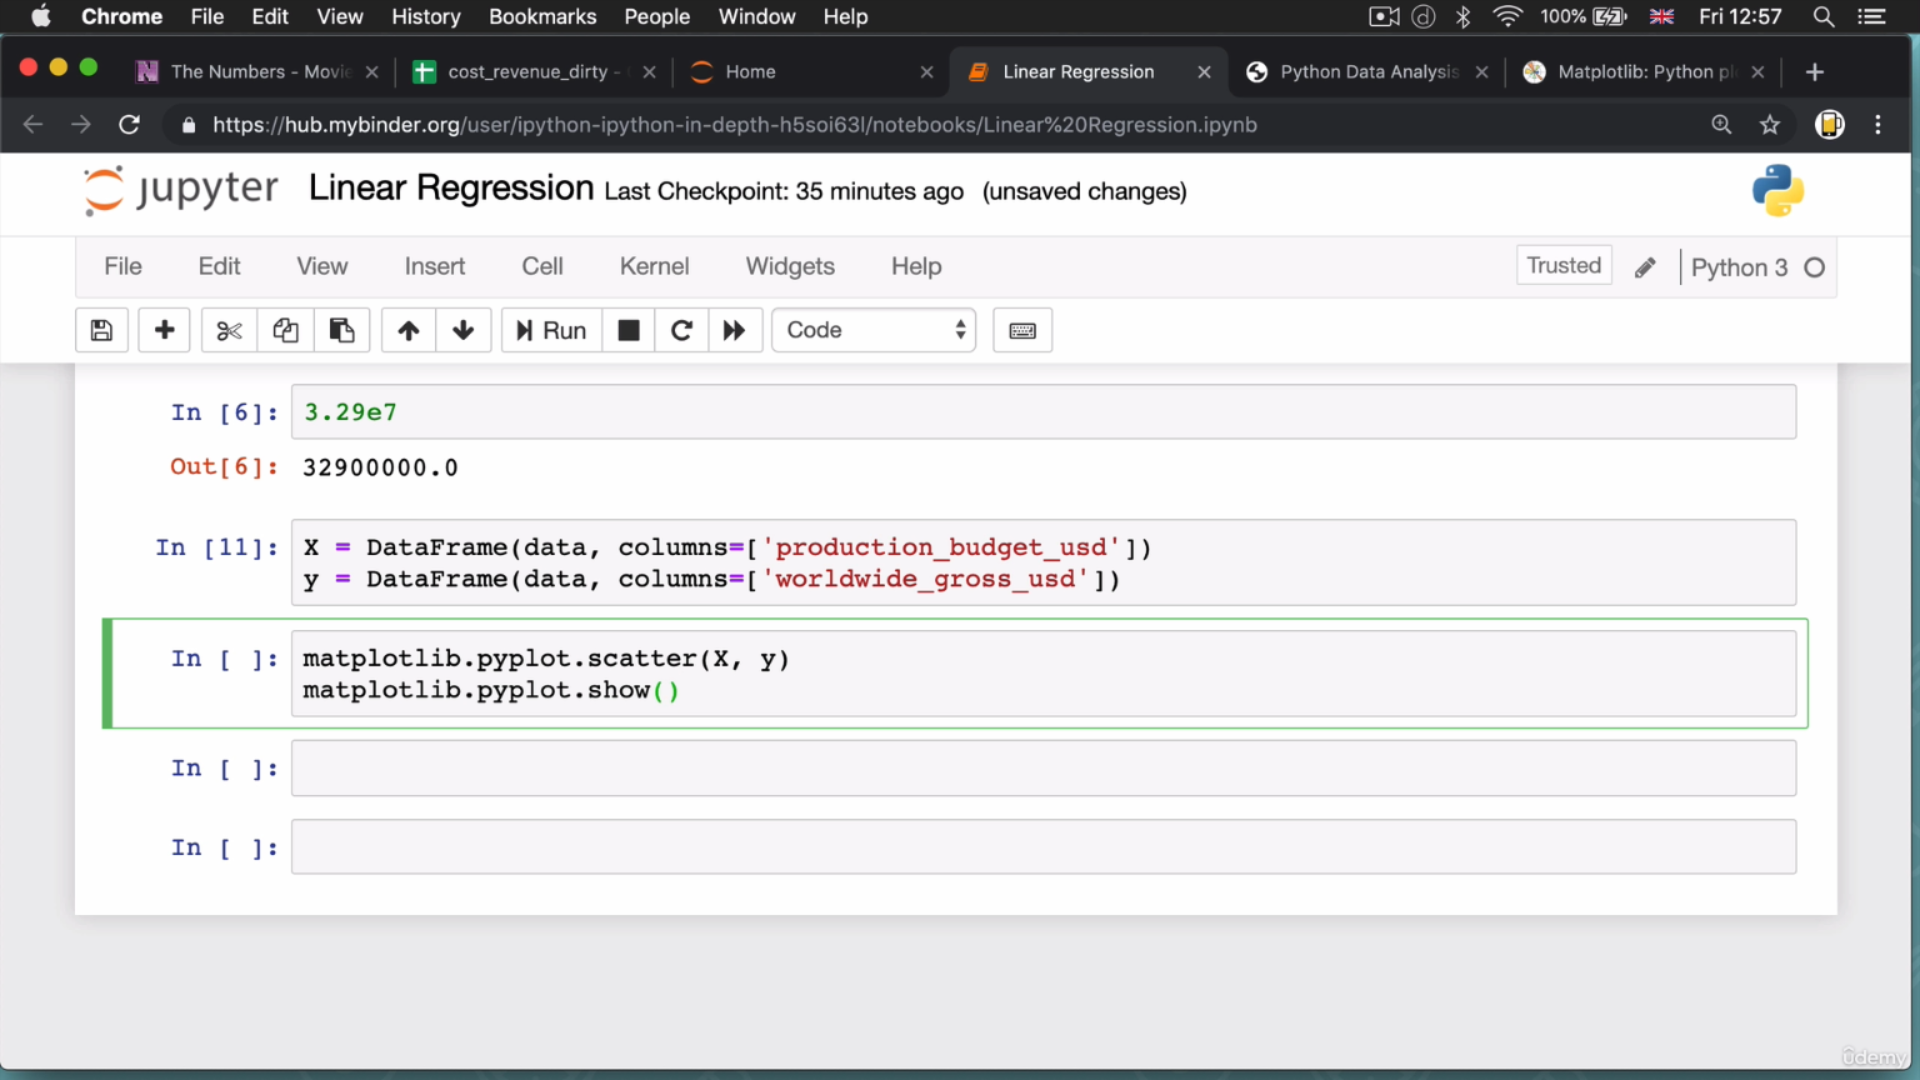 Chrome File Edit View History Bookmarks People Window Help 100% Fri 12:57
The Numbers - Movie cost_revenue_dirty - Home Linear Regression Python Data Analysis Matplotlib: Python pl
https://hub.mybinder.org/user/ipython-ipython-in-depth-h5soi63l/notebooks/Linear%20Regression.ipynb
jupyter Linear Regression Last Checkpoint: 35 minutes ago (unsaved changes)
File Edit View Insert Cell Kernel Widgets Help Trusted Python 3
Run Code
In [6]: 3.29e7
Out[6]: 32900000.0
In [11]: X = DataFrame(data, columns=['production_budget_usd'])
y = DataFrame(data, columns=['worldwide_gross_usd'])
In [ ]: matplotlib.pyplot.scatter(X, y)
matplotlib.pyplot.show()
In [ ]:
In [ ]:
ûdemy